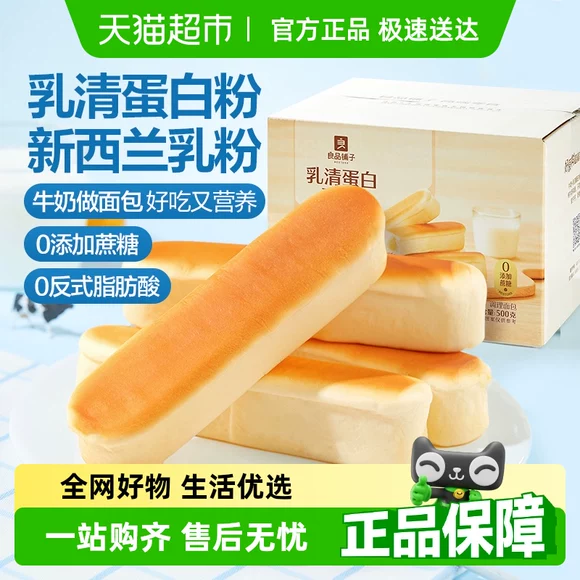 天猫超市 官方正品 极速送达
乳清蛋白粉
新西兰乳粉
牛奶做面包 好吃又营养
0添加蔗糖
0反式脂肪酸
良品铺子
乳清蛋白
0
添加
蔗糖
调理面包
500克
全网好物 生活优选
一站购齐 售后无忧
正品保障